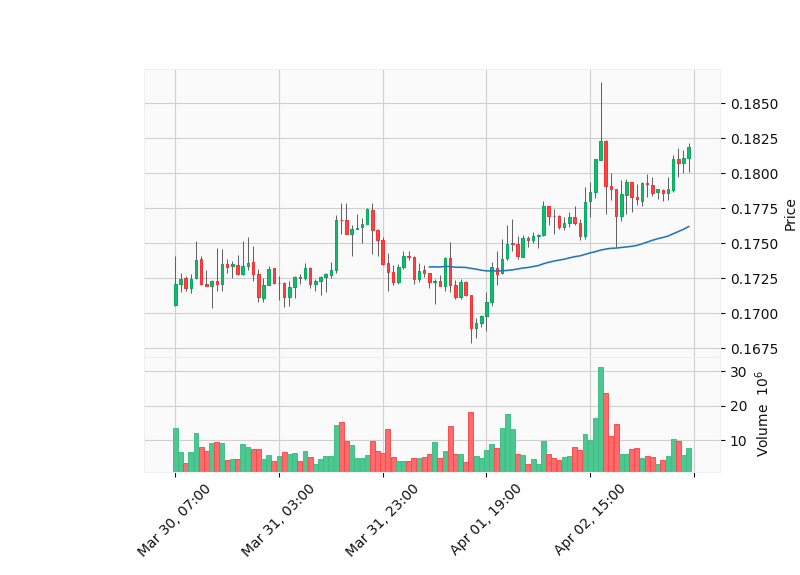 0.1850
0.1825
0.1800
0.1775
0.1750
0.1725
0.1700
0.1675
Price
30
20
10
Volume 10⁶
Mar 30, 07:00
Mar 31, 03:00
Mar 31, 23:00
Apr 01, 19:00
Apr 02, 15:00